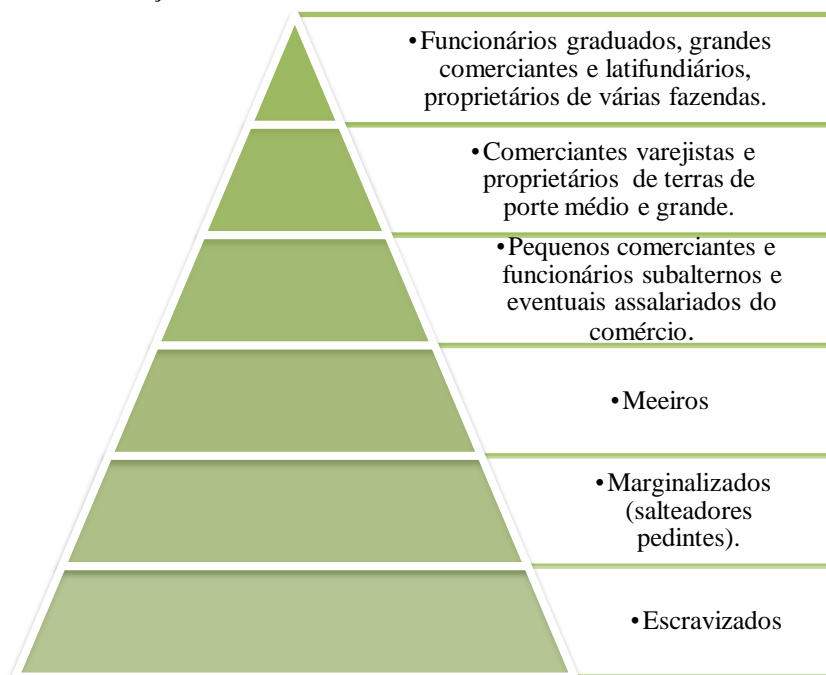 •Funcionários graduados, grandes
comerciantes e latifundiários,
proprietários de várias fazendas.
•Comerciantes varejistas e
proprietários de terras de
porte médio e grande.
•Pequenos comerciantes e
funcionários subalternos e
eventuais assalariados do
comércio.
•Meeiros
•Marginalizados
(salteadores
pedintes).
•Escravizados